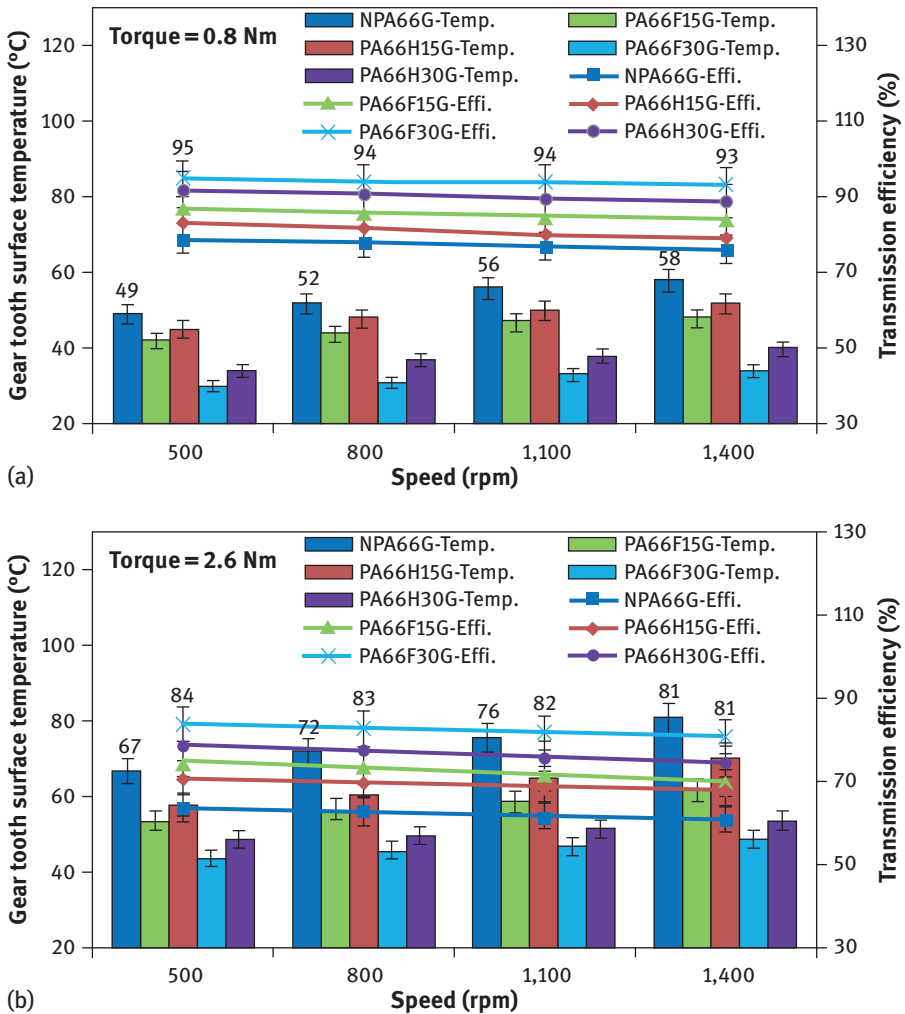 Gear tooth surface temperature (ºC)
120
100
80
60
40
20
Torque = 0.8 Nm
NPA66G-Temp.
PA66F15G-Temp.
PA66H15G-Temp.
PA66F30G-Temp.
PA66H30G-Temp.
NPA66G-Effi.
PA66F15G-Effi.
PA66H15G-Effi.
PA66F30G-Effi.
PA66H30G-Effi.
95
94
94
93
49
52
56
58
130
110
90
70
50
30
Transmission efficiency (%)
500
800
1,100
1,400
Speed (rpm)
(a)
Gear tooth surface temperature (ºC)
120
100
80
60
40
20
Torque = 2.6 Nm
NPA66G-Temp.
PA66F15G-Temp.
PA66H15G-Temp.
PA66F30G-Temp.
PA66H30G-Temp.
NPA66G-Effi.
PA66F15G-Effi.
PA66H15G-Effi.
PA66F30G-Effi.
PA66H30G-Effi.
84
83
82
81
67
72
76
81
130
110
90
70
50
30
Transmission efficiency (%)
500
800
1,100
1,400
Speed (rpm)
(b)